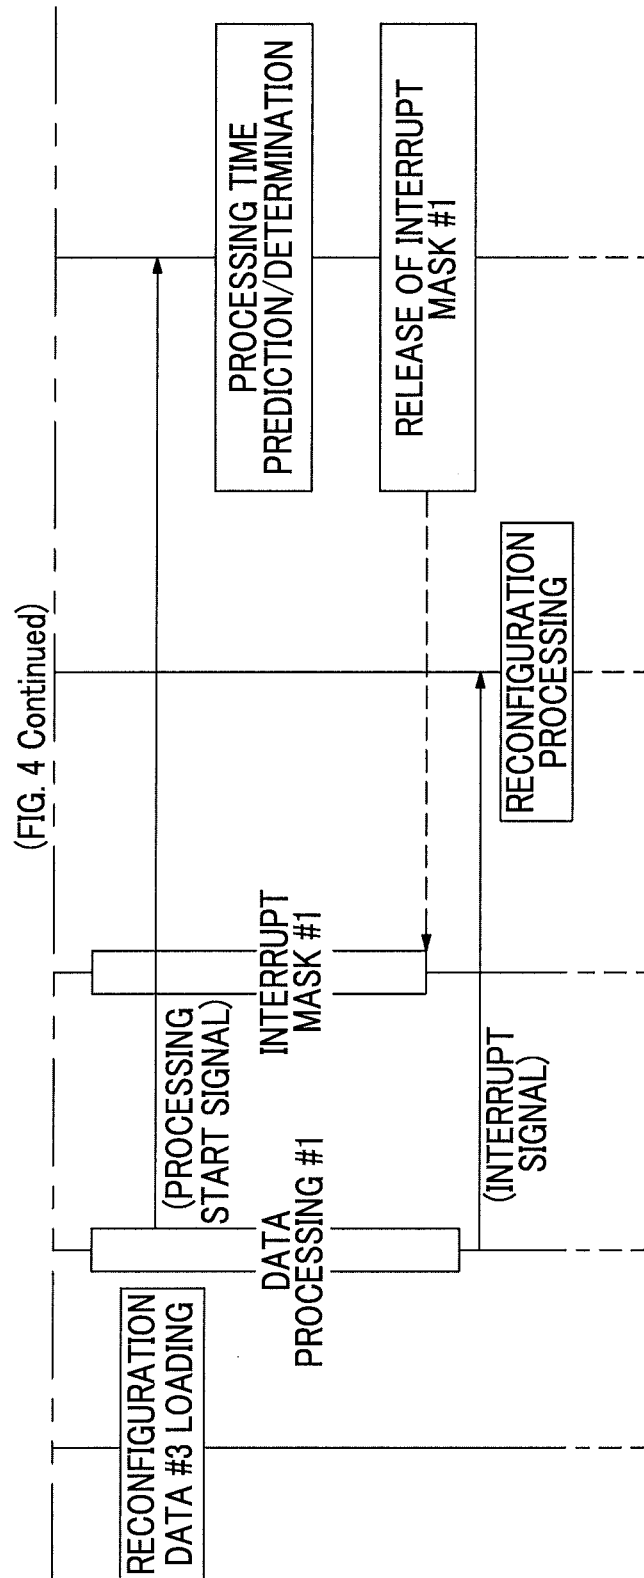 (FIG. 4 Continued)
RECONFIGURATION
DATA #3 LOADING
(PROCESSING
START SIGNAL)
PROCESSING TIME
PREDICTION/DETERMINATION
DATA
PROCESSING #1
INTERRUPT
MASK #1
RELEASE OF INTERRUPT
MASK #1
(INTERRUPT
SIGNAL)
RECONFIGURATION
PROCESSING